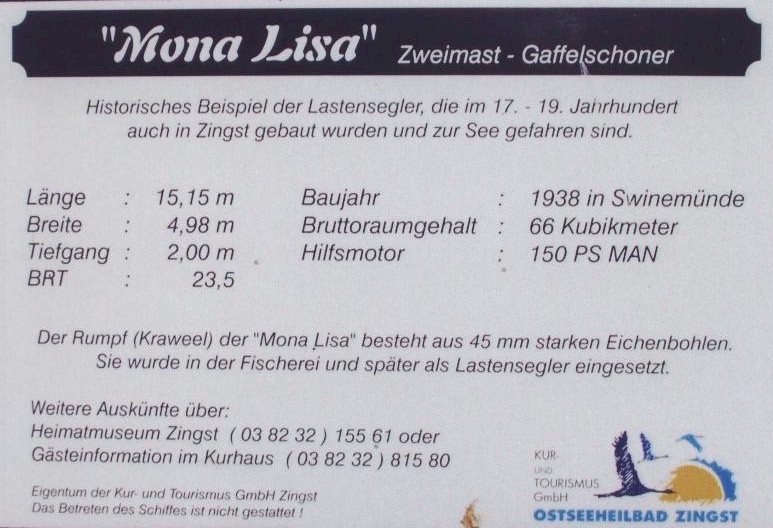 "Mona Lisa" Zweimast - Gaffelschoner
Historisches Beispiel der Lastensegler, die im 17. - 19. Jahrhundert
auch in Zingst gebaut wurden und zur See gefahren sind.
Länge : 15,15 m Baujahr : 1938 in Swinemünde
Breite : 4,98 m Bruttoraumgehalt : 66 Kubikmeter
Tiefgang : 2,00 m Hilfsmotor : 150 PS MAN
BRT : 23,5
Der Rumpf (Kraweel) der "Mona Lisa" besteht aus 45 mm starken Eichenbohlen.
Sie wurde in der Fischerei und später als Lastensegler eingesetzt.
Weitere Auskünfte über:
Heimatmuseum Zingst ( 03 82 32 ) 155 61 oder
Gästeinformation im Kurhaus ( 03 82 32 ) 815 80
Eigentum der Kur- und Tourismus GmbH Zingst
Das Betreten des Schiffes ist nicht gestattet !
KUR-
UND
TOURISMUS
GmbH
OSTSEEHEILBAD ZINGST